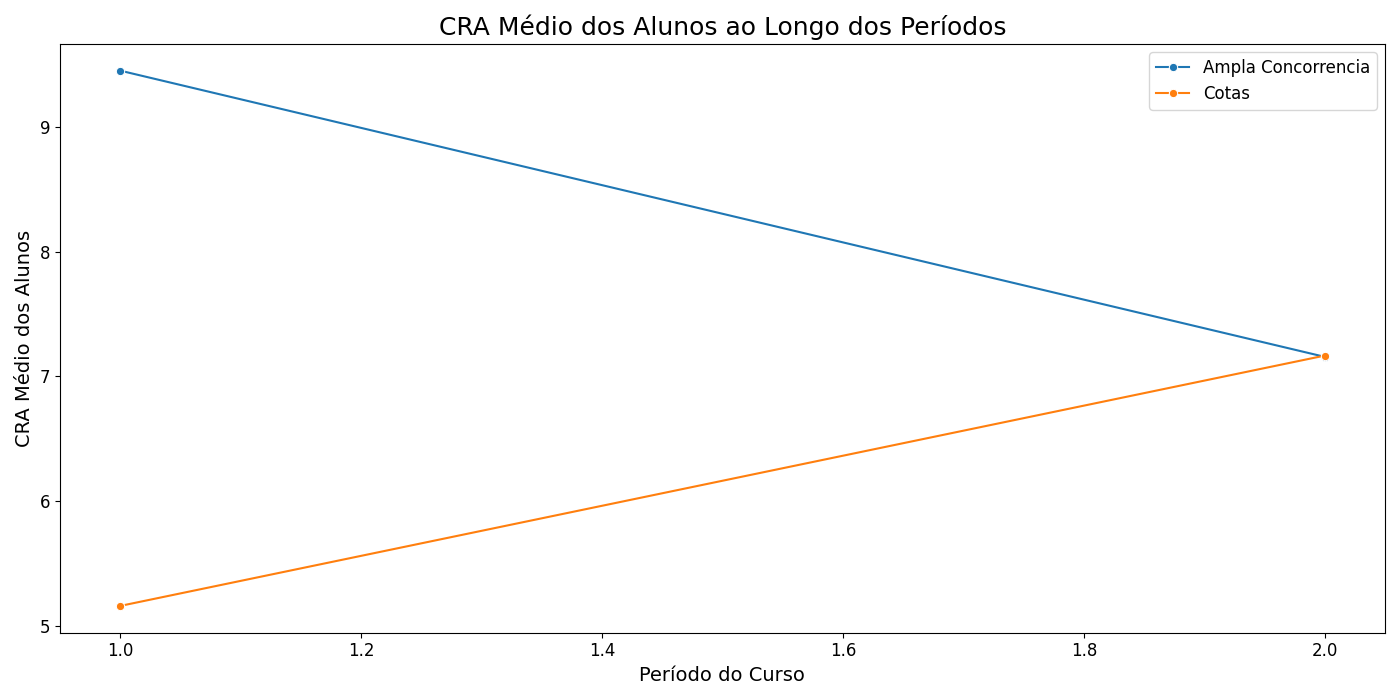 CRA Médio dos Alunos ao Longo dos Períodos
Ampla Concorrencia
Cotas
CRA Médio dos Alunos
9
8
7
6
5
1.0 1.2 1.4 1.6 1.8 2.0
Período do Curso